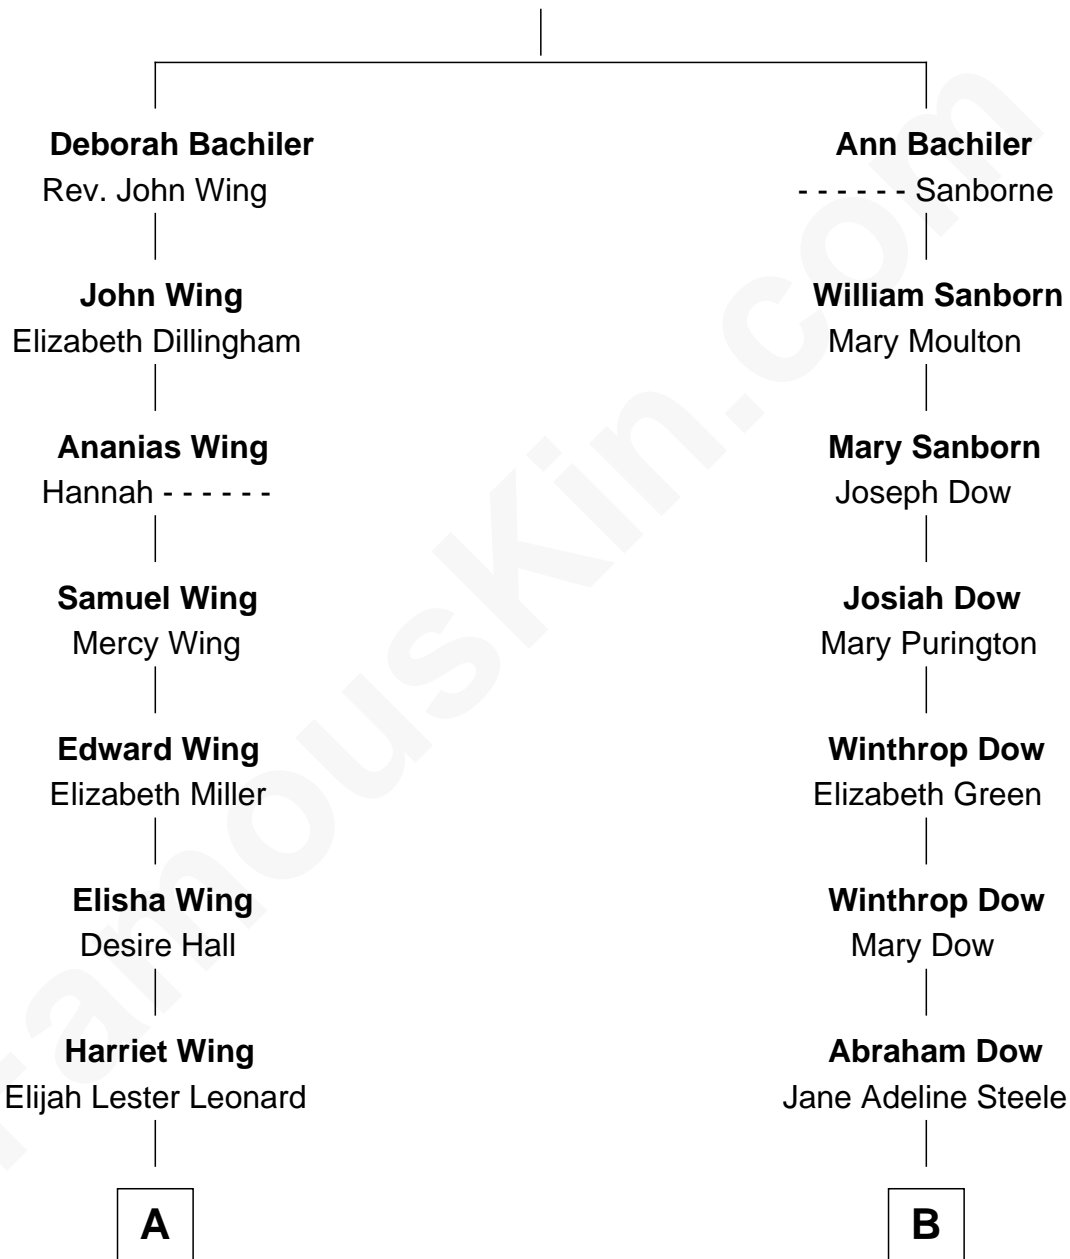 Deborah Bachiler
Rev. John Wing
John Wing
Elizabeth Dillingham
Ananias Wing
Hannah - - - - - -
Samuel Wing
Mercy Wing
Edward Wing
Elizabeth Miller
Elisha Wing
Desire Hall
Harriet Wing
Elijah Lester Leonard
A
Ann Bachiler
- - - - - - Sanborne
William Sanborn
Mary Moulton
Mary Sanborn
Joseph Dow
Josiah Dow
Mary Purington
Winthrop Dow
Elizabeth Green
Winthrop Dow
Mary Dow
Abraham Dow
Jane Adeline Steele
B
FamousKin.com